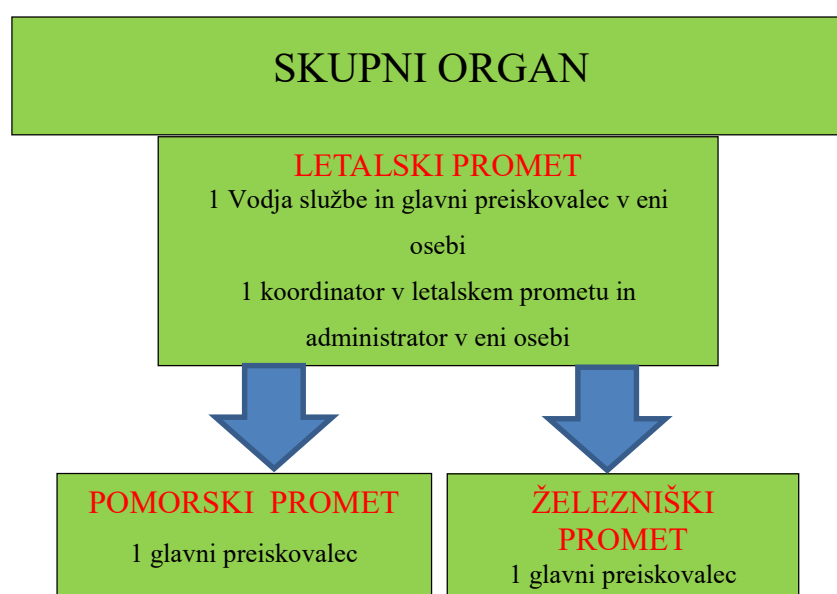 SKUPNI ORGAN
LETALSKI PROMET
1 Vodja službe in glavni preiskovalec v eni
osebi
1 koordinator v letalskem prometu in
administrator v eni osebi
POMORSKI PROMET
1 glavni preiskovalec
ŽELEZNIŠKI
PROMET
1 glavni preiskovalec